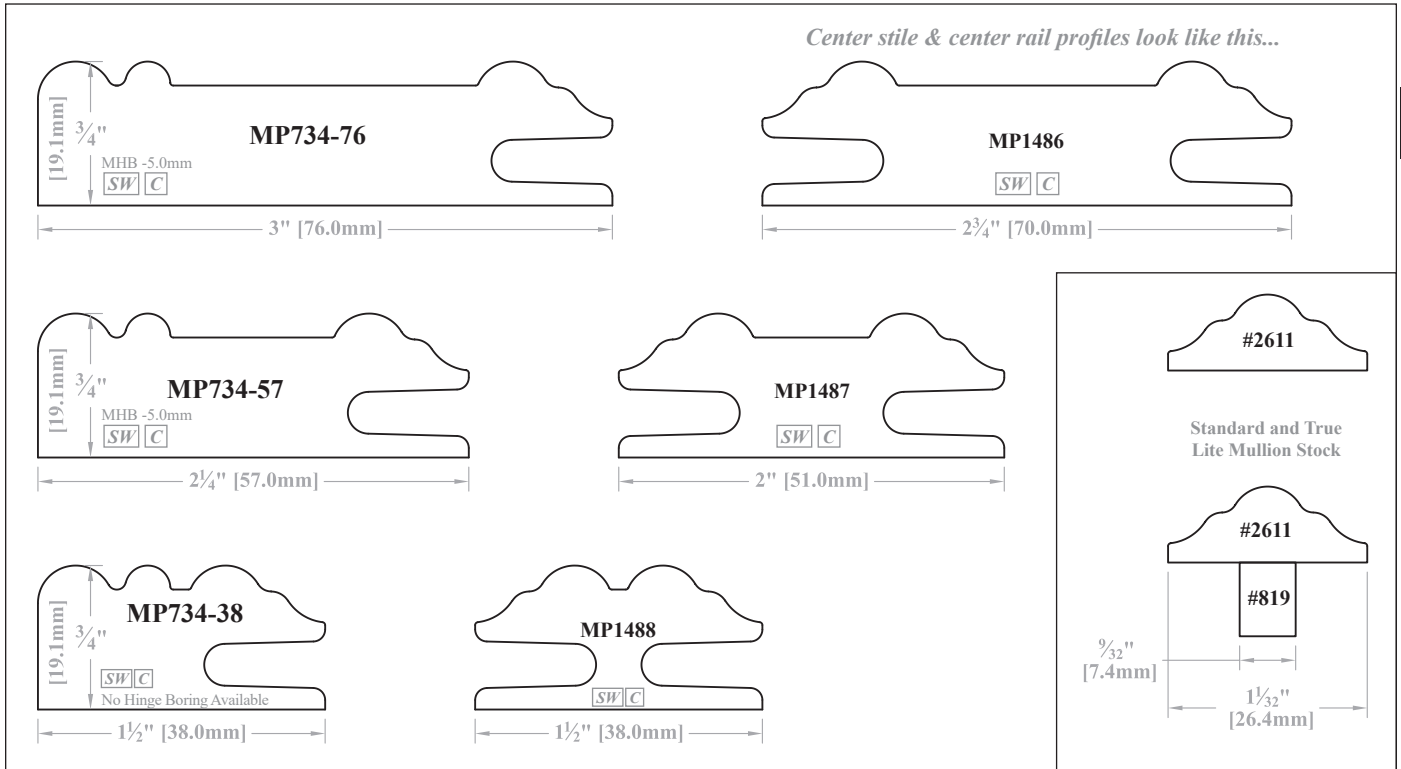 Center stile & center rail profiles look like this...
[19.1mm]
3/4"
MP734-76
MHB -5.0mm
SW C
3" [76.0mm]
MP1486
SW C
2 3/4" [70.0mm]
[19.1mm]
3/4"
MP734-57
MHB -5.0mm
SW C
2 1/4" [57.0mm]
MP1487
SW C
2" [51.0mm]
[19.1mm]
3/4"
MP734-38
SW C
No Hinge Boring Available
1 1/2" [38.0mm]
MP1488
SW C
1 1/2" [38.0mm]
#2611
Standard and True
Lite Mullion Stock
#2611
#819
9/32"
[7.4mm]
1 1/32"
[26.4mm]